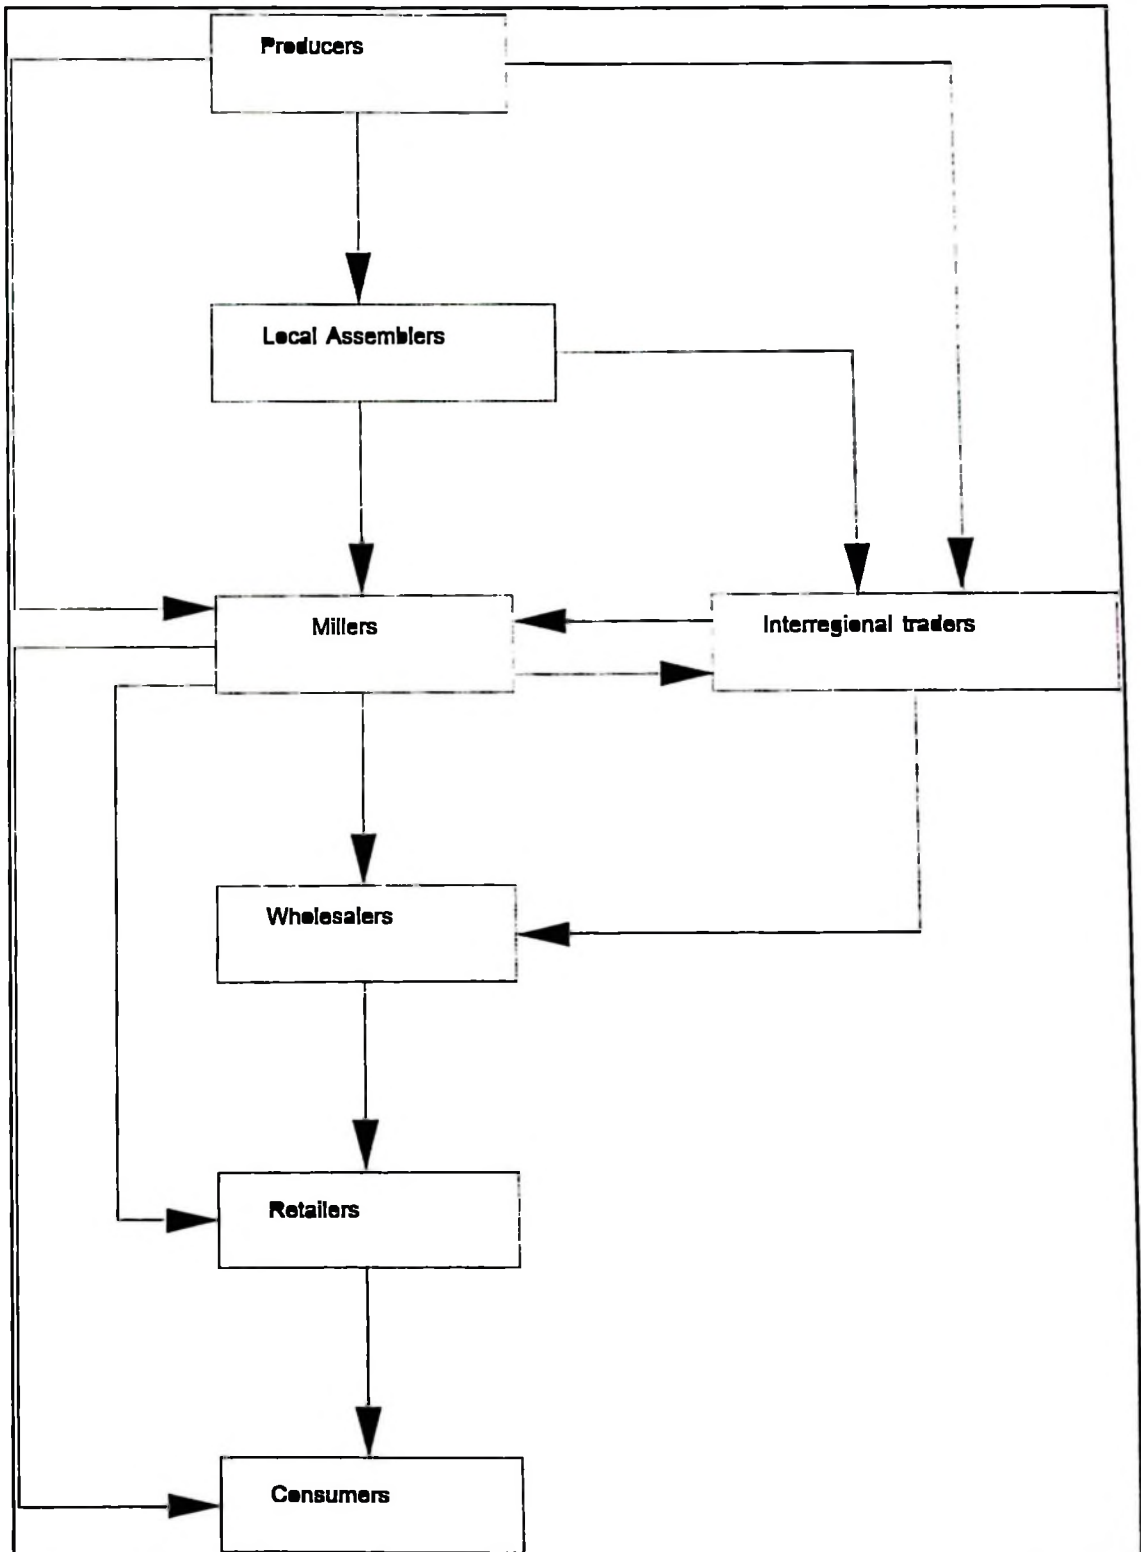 Producers
Local Assemblers
Millers
Interregional traders
Wholesalers
Retailers
Consumers